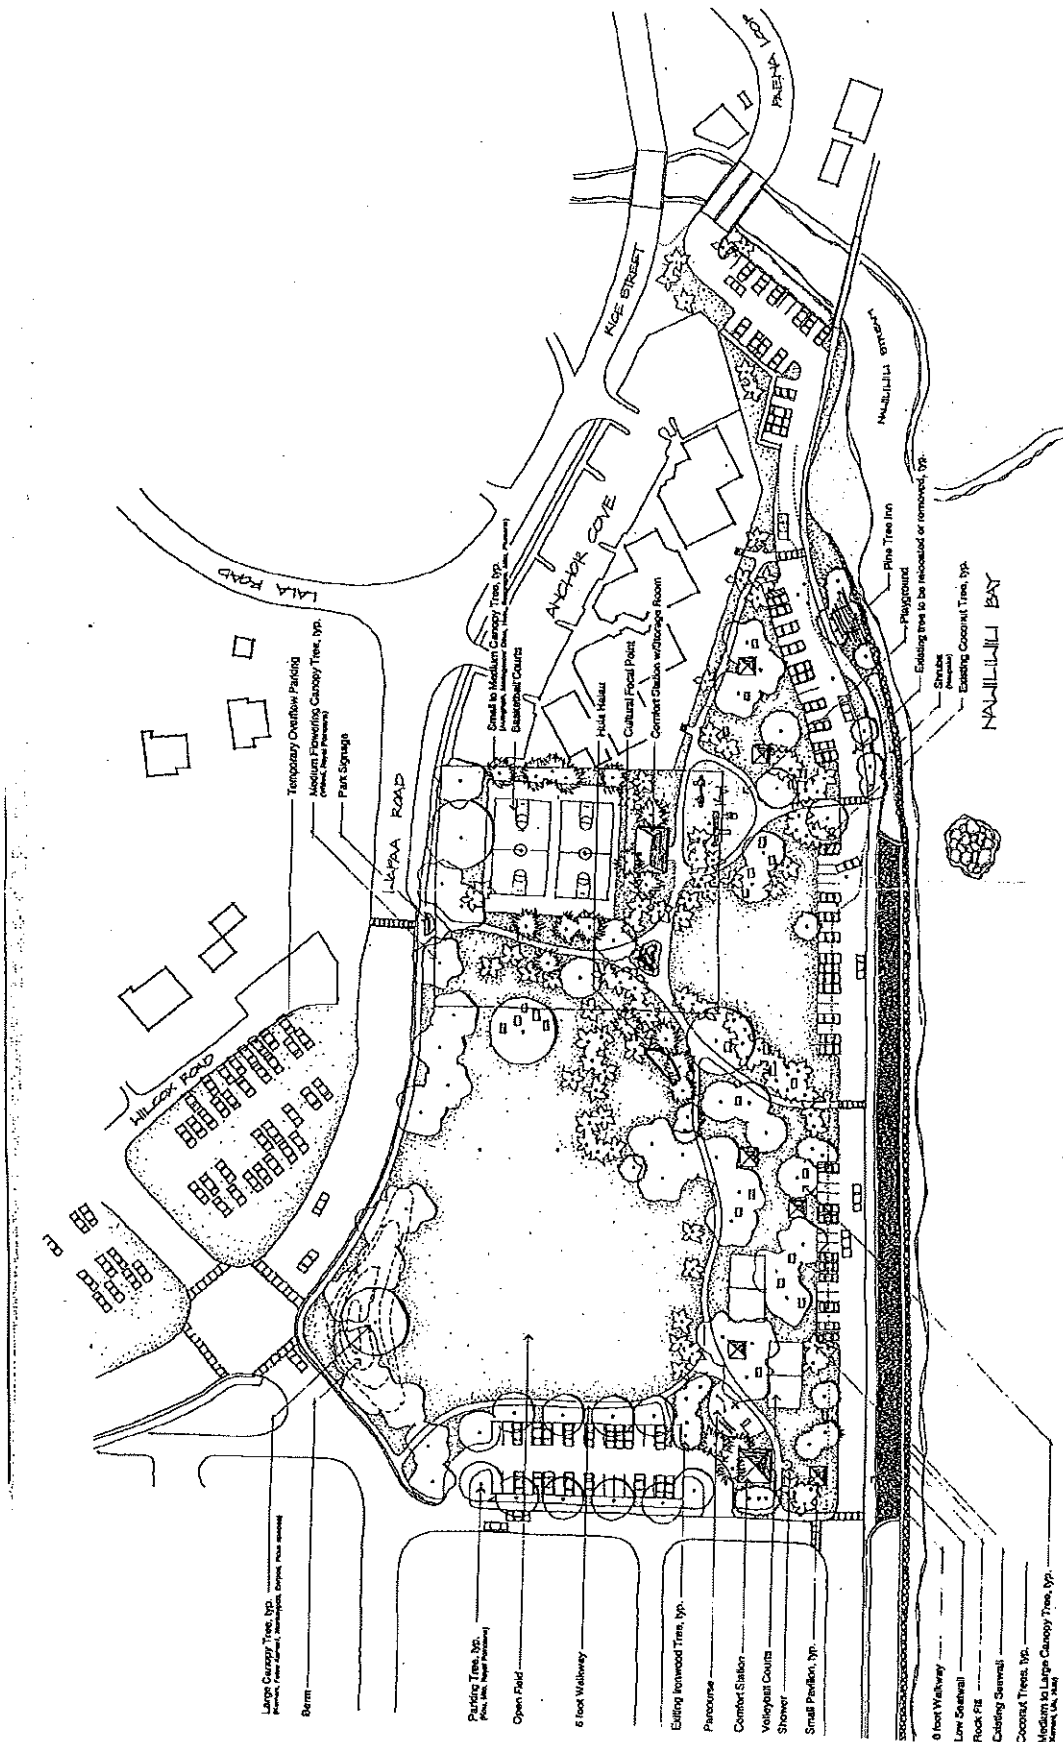 PAENA LOOP
RICE STREET
NAWILIWILI STREAM
LALA ROAD
ANCHOR COVE
Temporary Overflow Parking
Medium Flowering Canopy Tree, typ.
Park Signage
Small to Medium Canopy Tree, typ.
Basketball Courts
LAPAA ROAD
WILCOX ROAD
Hula Halau
Cultural Focal Point
Comfort Station w/Storage Room
Pine Tree Inn
Playground
Existing tree to be relocated or removed, typ.
Shrubs
Existing Coconut Tree, typ.
NAWILIWILI BAY
Large Canopy Tree, typ.
Berm
Parking Tree, typ.
Open Field
6 foot Walkway
Exiting Ironwood Tree, typ.
Parcourse
Comfort Station
Volleyball Courts
Shower
Small Pavilion, typ.
8 foot Walkway
Low Seatwall
Rock Fill
Existing Seawall
Coconut Trees, typ.
Medium to Large Canopy Tree, typ.